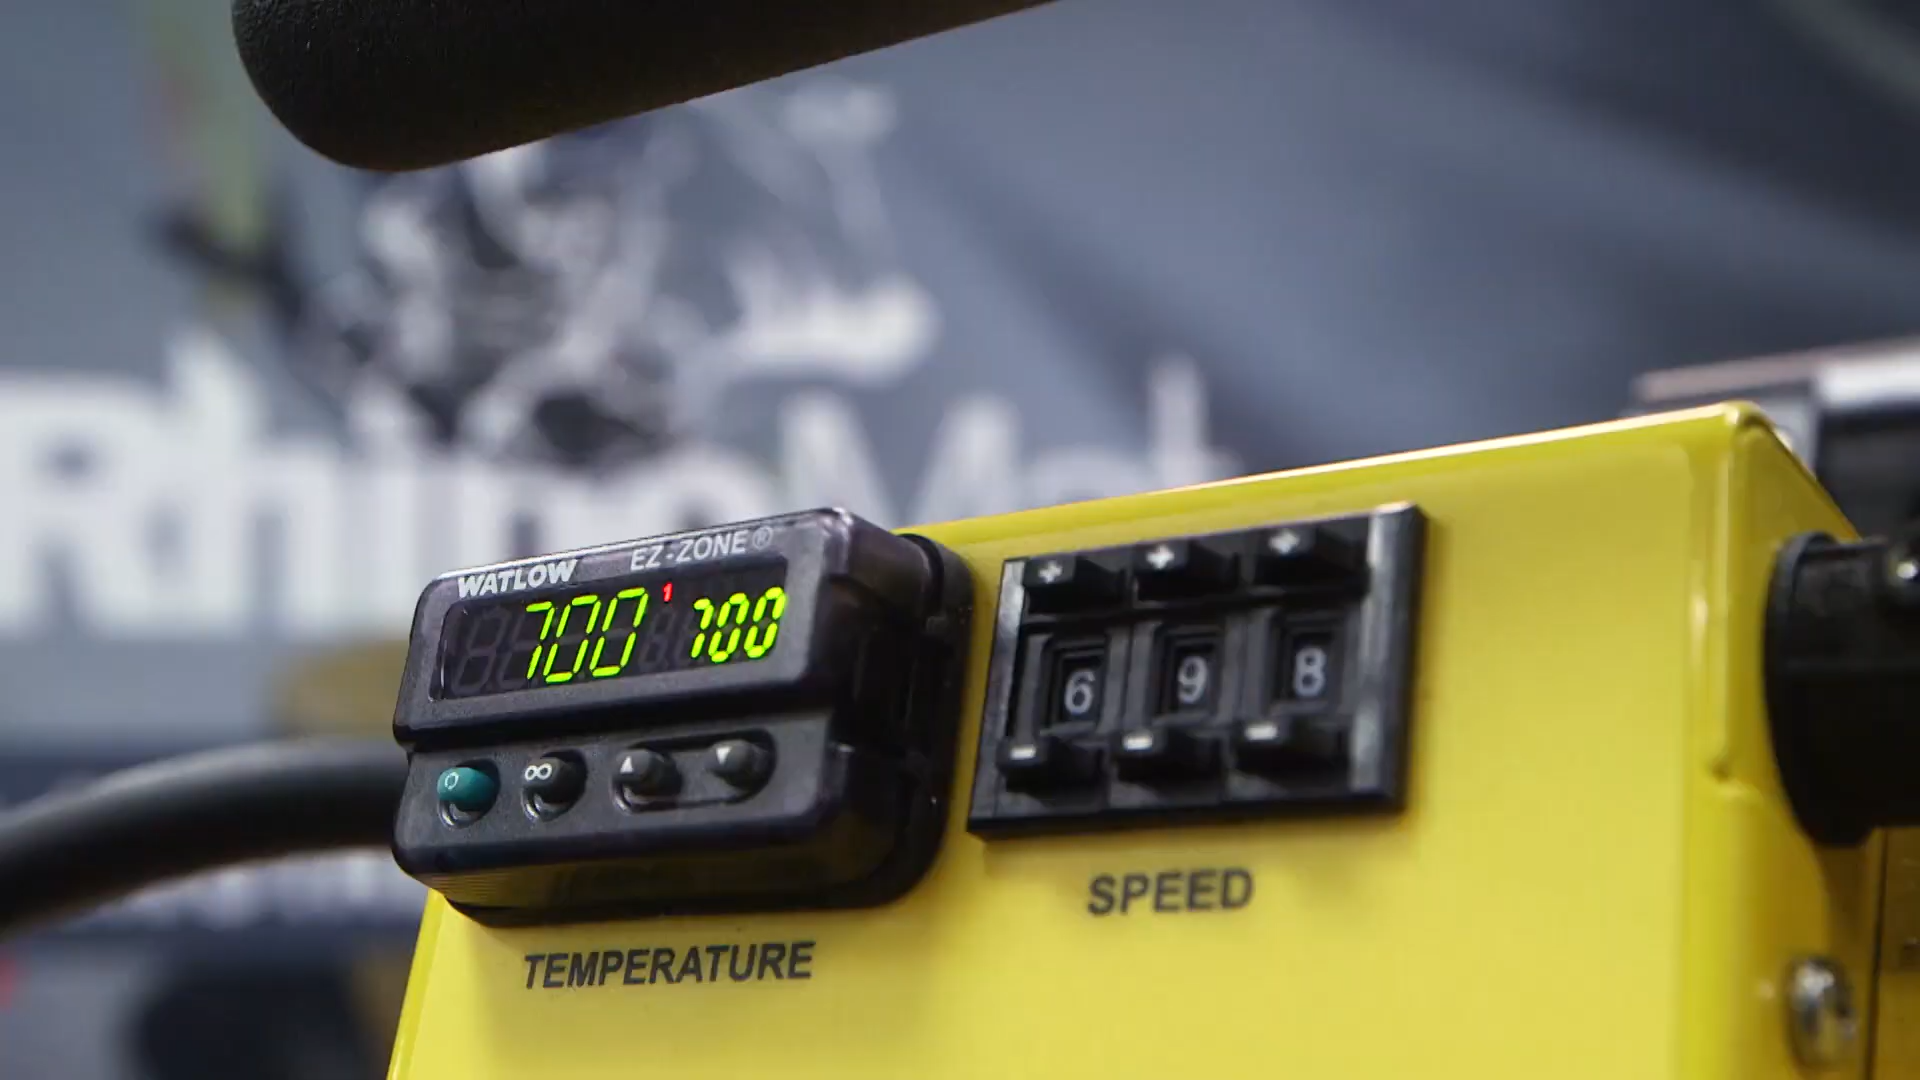 WATLOW EZ-ZONE®
700 1 700
6 9 8
SPEED
TEMPERATURE